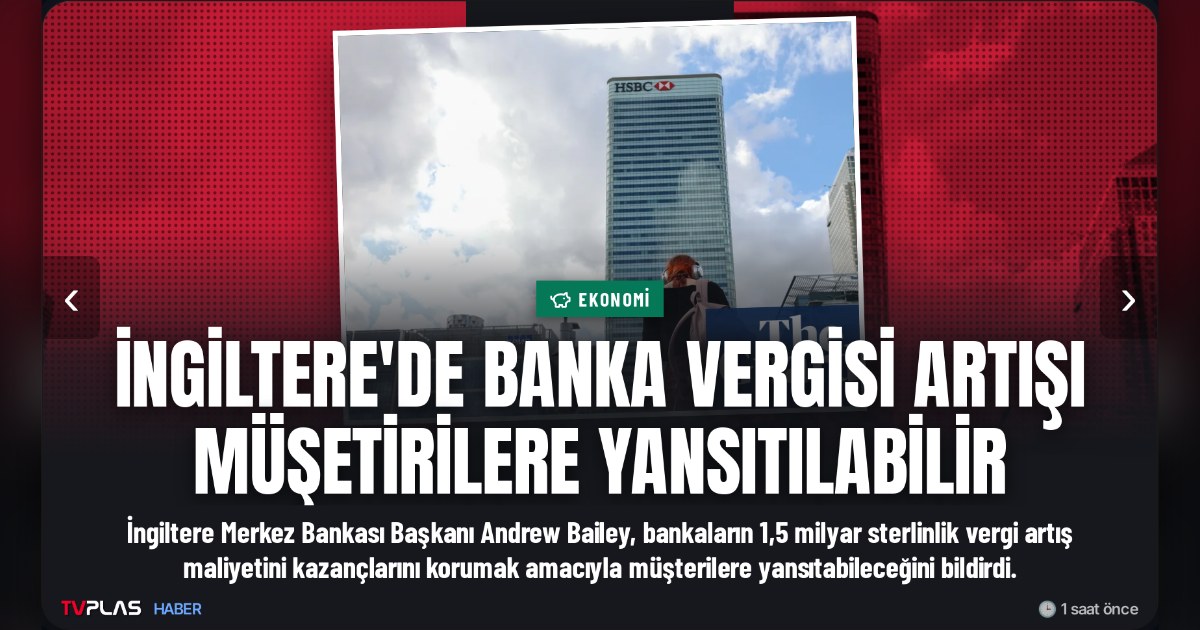 HSBC
EKONOMİ
The
İNGİLTERE'DE BANKA VERGİSİ ARTIŞI
MÜŞETİRİLERE YANSITILABİLİR
İngiltere Merkez Bankası Başkanı Andrew Bailey, bankaların 1,5 milyar sterlinlik vergi artış
maliyetini kazançlarını korumak amacıyla müşterilere yansıtabileceğini bildirdi.
TVPLAS HABER
1 saat önce